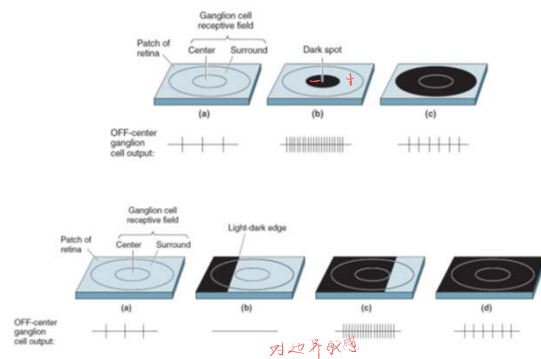 Ganglion cell
receptive field
Patch of
retina
Center
Surround
Dark spot
− +
(a)
(b)
(c)
OFF-center
ganglion
cell output:
Ganglion cell
receptive field
Light-dark edge
Patch of
retina
Center
Surround
(a)
(b)
(c)
(d)
OFF-center
ganglion
cell output:
对边界敏感